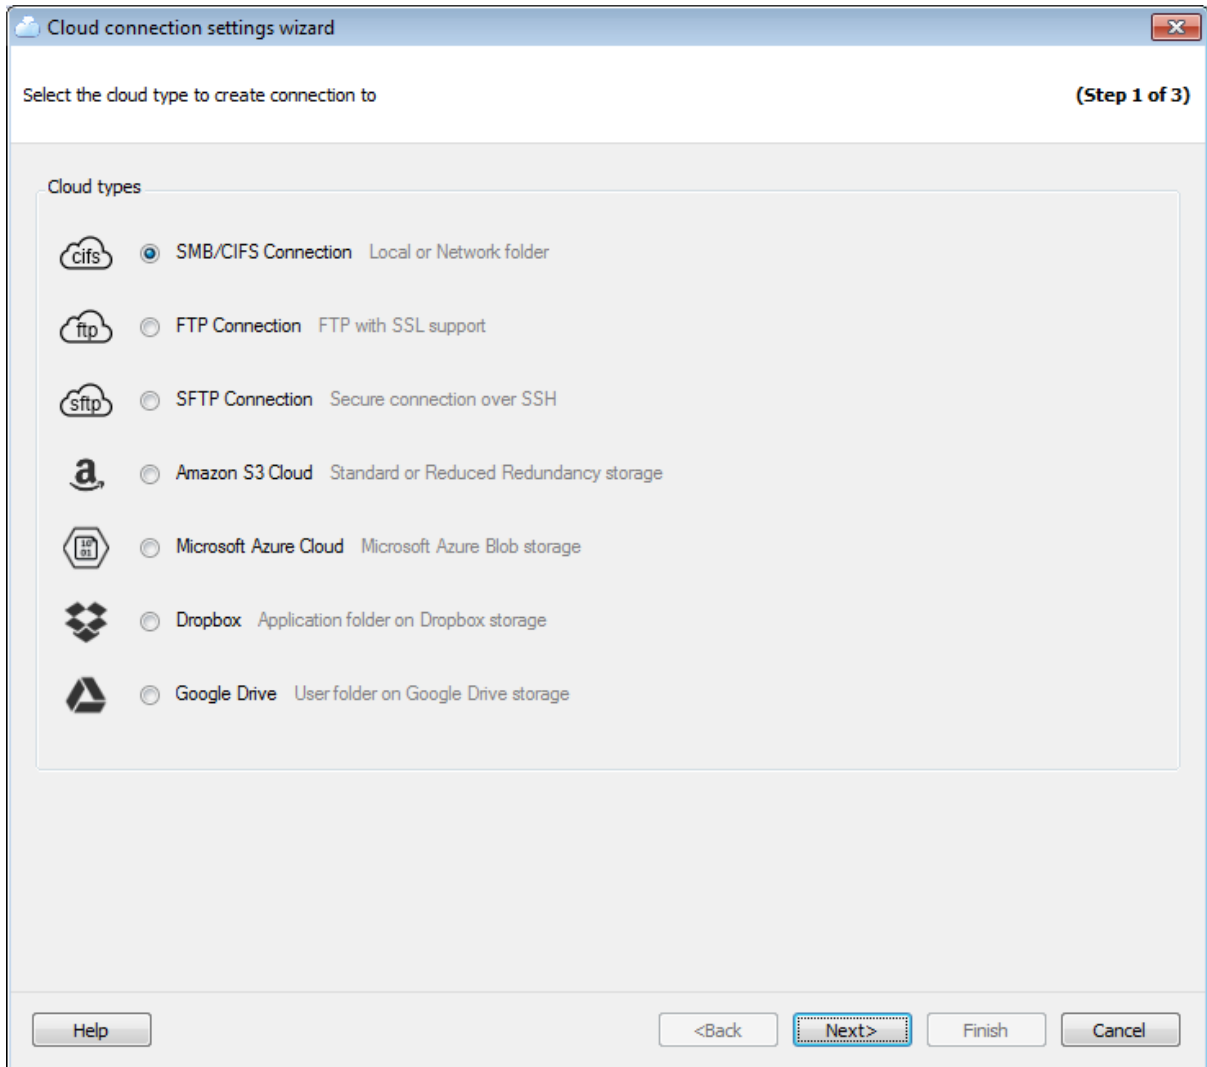 Cloud connection settings wizard
Select the cloud type to create connection to (Step 1 of 3)
Cloud types
cifs SMB/CIFS Connection Local or Network folder
ftp FTP Connection FTP with SSL support
sftp SFTP Connection Secure connection over SSH
a Amazon S3 Cloud Standard or Reduced Redundancy storage
10
01 Microsoft Azure Cloud Microsoft Azure Blob storage
Dropbox Application folder on Dropbox storage
Google Drive User folder on Google Drive storage
Help <Back Next> Finish Cancel